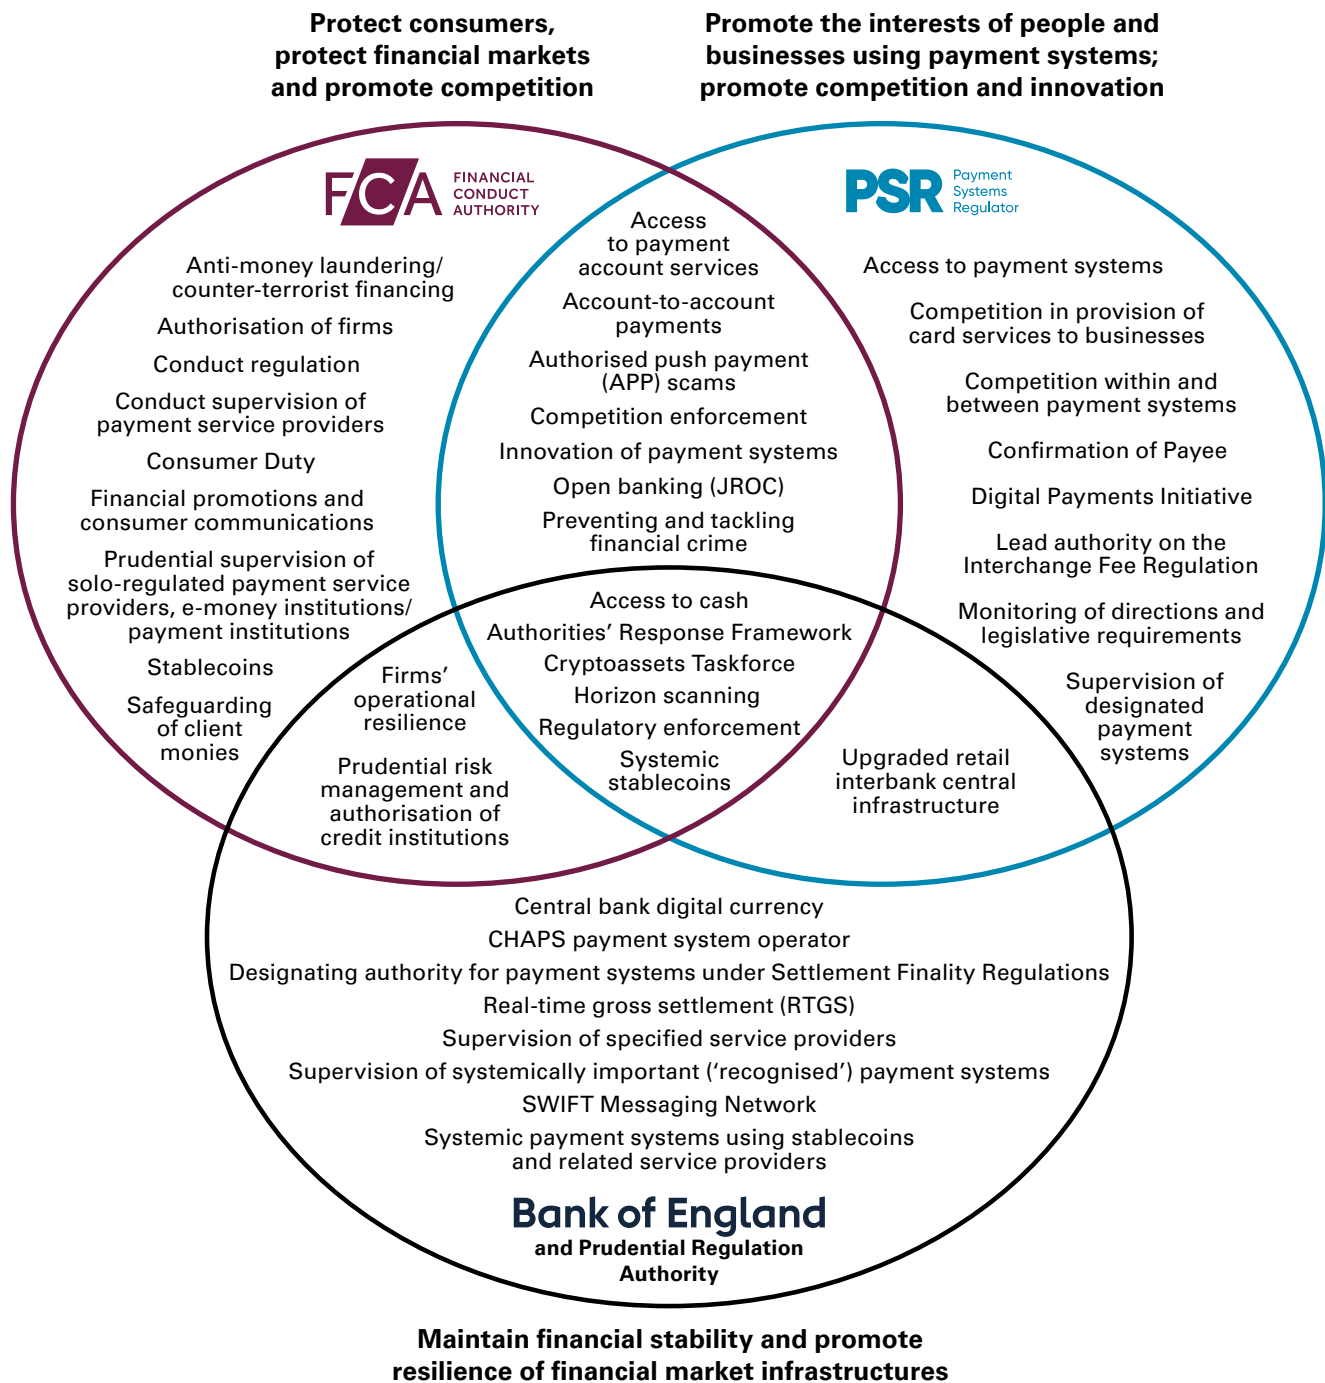 Protect consumers,
protect financial markets
and promote competition
Promote the interests of people and
businesses using payment systems;
promote competition and innovation
FCA
FINANCIAL
CONDUCT
AUTHORITY
Anti-money laundering/
counter-terrorist financing
Authorisation of firms
Conduct regulation
Conduct supervision of
payment service providers
Consumer Duty
Financial promotions and
consumer communications
Prudential supervision of
solo-regulated payment service
providers, e-money institutions/
payment institutions
Stablecoins
Safeguarding
of client
monies
Access
to payment
account services
Account-to-account
payments
Authorised push payment
(APP) scams
Competition enforcement
Innovation of payment systems
Open banking (JROC)
Preventing and tackling
financial crime
PSR
Payment
Systems
Regulator
Access to payment systems
Competition in provision of
card services to businesses
Competition within and
between payment systems
Confirmation of Payee
Digital Payments Initiative
Lead authority on the
Interchange Fee Regulation
Monitoring of directions and
legislative requirements
Supervision of
designated
payment
systems
Firms’
operational
resilience
Prudential risk
management and
authorisation of
credit institutions
Access to cash
Authorities’ Response Framework
Cryptoassets Taskforce
Horizon scanning
Regulatory enforcement
Systemic
stablecoins
Upgraded retail
interbank central
infrastructure
Central bank digital currency
CHAPS payment system operator
Designating authority for payment systems under Settlement Finality Regulations
Real-time gross settlement (RTGS)
Supervision of specified service providers
Supervision of systemically important (‘recognised’) payment systems
SWIFT Messaging Network
Systemic payment systems using stablecoins
and related service providers
Bank of England
and Prudential Regulation
Authority
Maintain financial stability and promote
resilience of financial market infrastructures